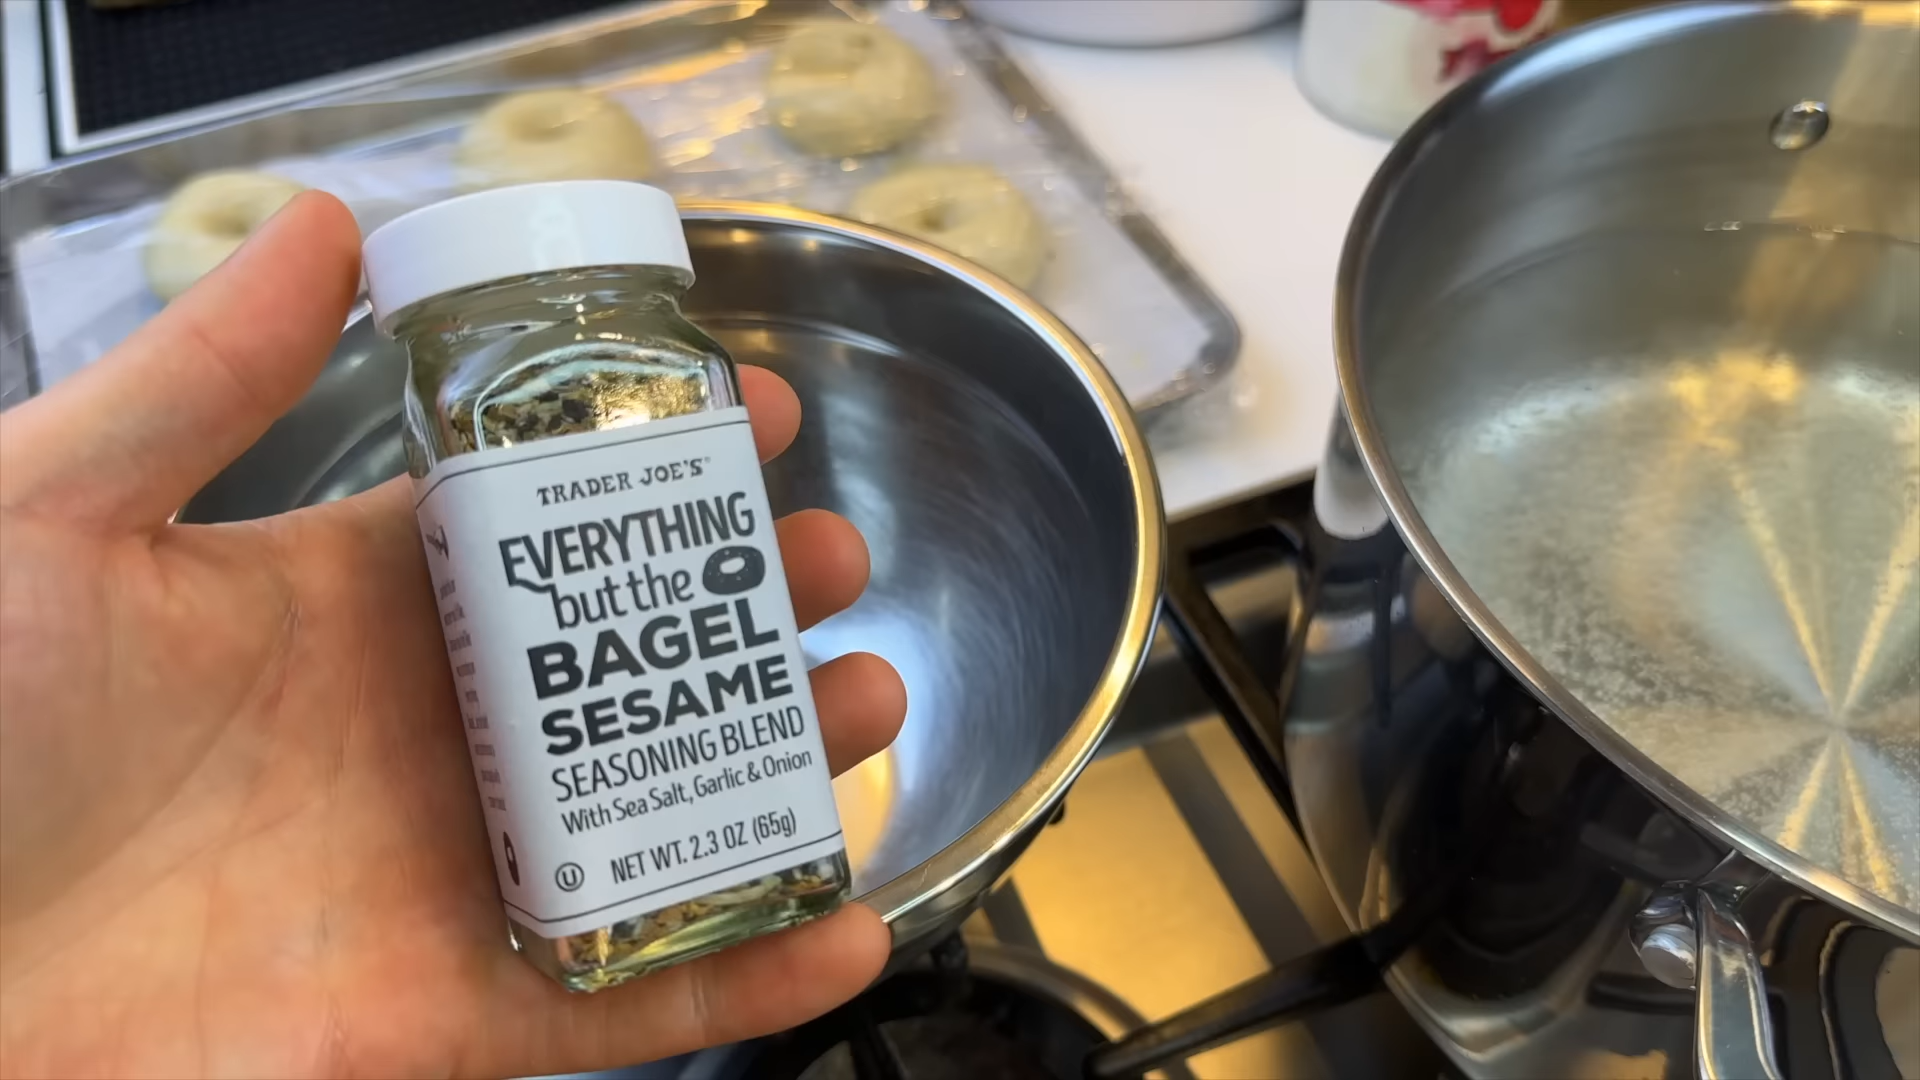 TRADER JOE'S
EVERYTHING
but the
BAGEL
SESAME
SEASONING BLEND
With Sea Salt, Garlic & Onion
U NET WT. 2.3 OZ (65g)